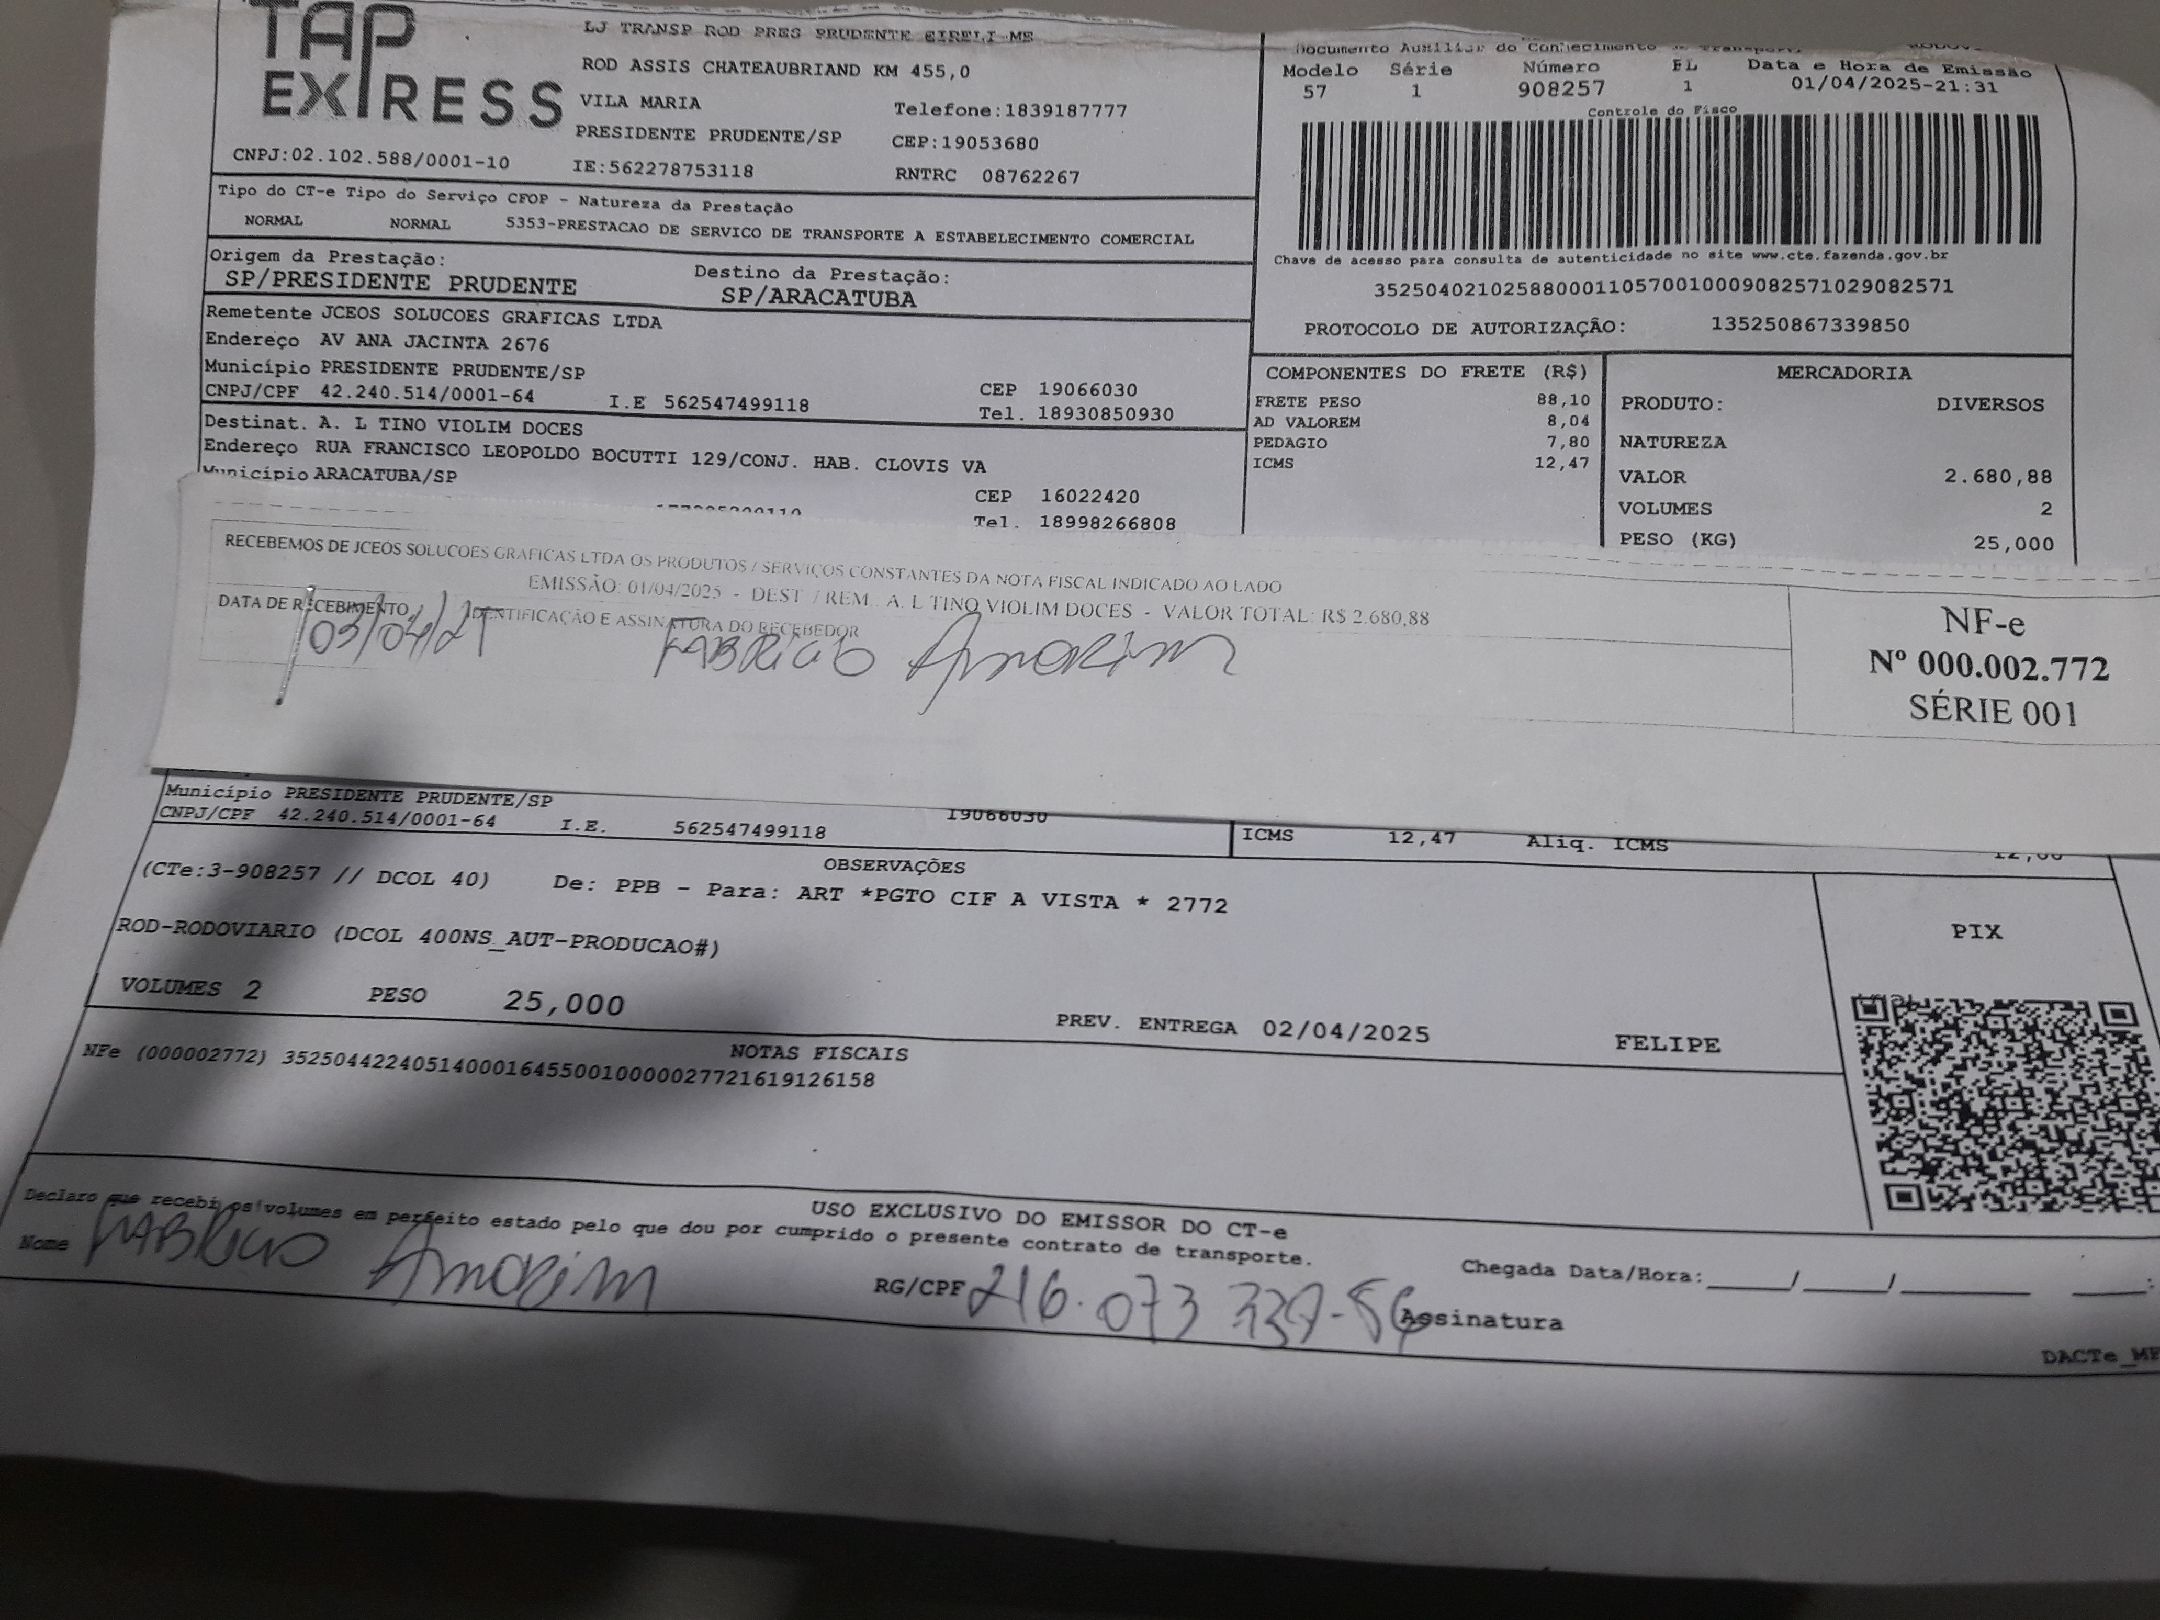 TAP EXPRESS
LJ TRANSP ROD PRES PRUDENTE EIRELI-ME
ROD ASSIS CHATEAUBRIAND KM 455,0
VILA MARIA Telefone:1839187777
PRESIDENTE PRUDENTE/SP CEP:19053680
CNPJ:02.102.588/0001-10 IE:562278753118 RNTRC 08762267
Documento Auxiliar do Conhecimento
Modelo Série Número FL Data e Hora de Emissão
57 1 908257 1 01/04/2025-21:31
Controle do Fisco
Chave de acesso para consulta de autenticidade no site www.cte.fazenda.gov.br
35250402102588000110570010009082571029082571
PROTOCOLO DE AUTORIZAÇÃO: 135250867339850
Tipo do CT-e Tipo do Serviço CFOP - Natureza da Prestação
NORMAL NORMAL 5353-PRESTACAO DE SERVICO DE TRANSPORTE A ESTABELECIMENTO COMERCIAL
Origem da Prestação: Destino da Prestação:
SP/PRESIDENTE PRUDENTE SP/ARACATUBA
Remetente JCEOS SOLUCOES GRAFICAS LTDA
Endereço AV ANA JACINTA 2676
Município PRESIDENTE PRUDENTE/SP CEP 19066030
CNPJ/CPF 42.240.514/0001-64 I.E 562547499118 Tel. 18930850930
Destinat. A. L TINO VIOLIM DOCES
Endereço RUA FRANCISCO LEOPOLDO BOCUTTI 129/CONJ. HAB. CLOVIS VA
Município ARACATUBA/SP CEP 16022420
Tel. 18998266808
COMPONENTES DO FRETE (R$)
FRETE PESO 88,10
AD VALOREM 8,04
PEDAGIO 7,80
ICMS 12,47
MERCADORIA
PRODUTO: DIVERSOS
NATUREZA
VALOR 2.680,88
VOLUMES 2
PESO (KG) 25,000
RECEBEMOS DE JCEOS SOLUCOES GRAFICAS LTDA OS PRODUTOS / SERVIÇOS CONSTANTES DA NOTA FISCAL INDICADO AO LADO
EMISSÃO: 01/04/2025 - DEST / REM . A. L TINO VIOLIM DOCES - VALOR TOTAL: R$ 2.680,88
DATA DE RECEBIMENTO IDENTIFICAÇÃO E ASSINATURA DO RECEBEDOR
FABRICIO Amorim
NF-e
Nº 000.002.772
SÉRIE 001
Município PRESIDENTE PRUDENTE/SP 19066030
CNPJ/CPF 42.240.514/0001-64 I.E. 562547499118
ICMS 12,47 Aliq. ICMS 12,00
OBSERVAÇÕES
(CTe:3-908257 // DCOL 40) De: PPB - Para: ART *PGTO CIF A VISTA * 2772
ROD-RODOVIARIO (DCOL 400NS_AUT-PRODUCAO#)
VOLUMES 2 PESO 25,000
PREV. ENTREGA 02/04/2025 FELIPE
PIX
NOTAS FISCAIS
NFe (000002772) 35250442240514000164550010000027721619126158
USO EXCLUSIVO DO EMISSOR DO CT-e
Declaro que recebi os volumes em perfeito estado pelo que dou por cumprido o presente contrato de transporte.
Nome FABRICIO Amorim RG/CPF 216.073 337-56 Assinatura
Chegada Data/Hora:_____/____/_______ ____: